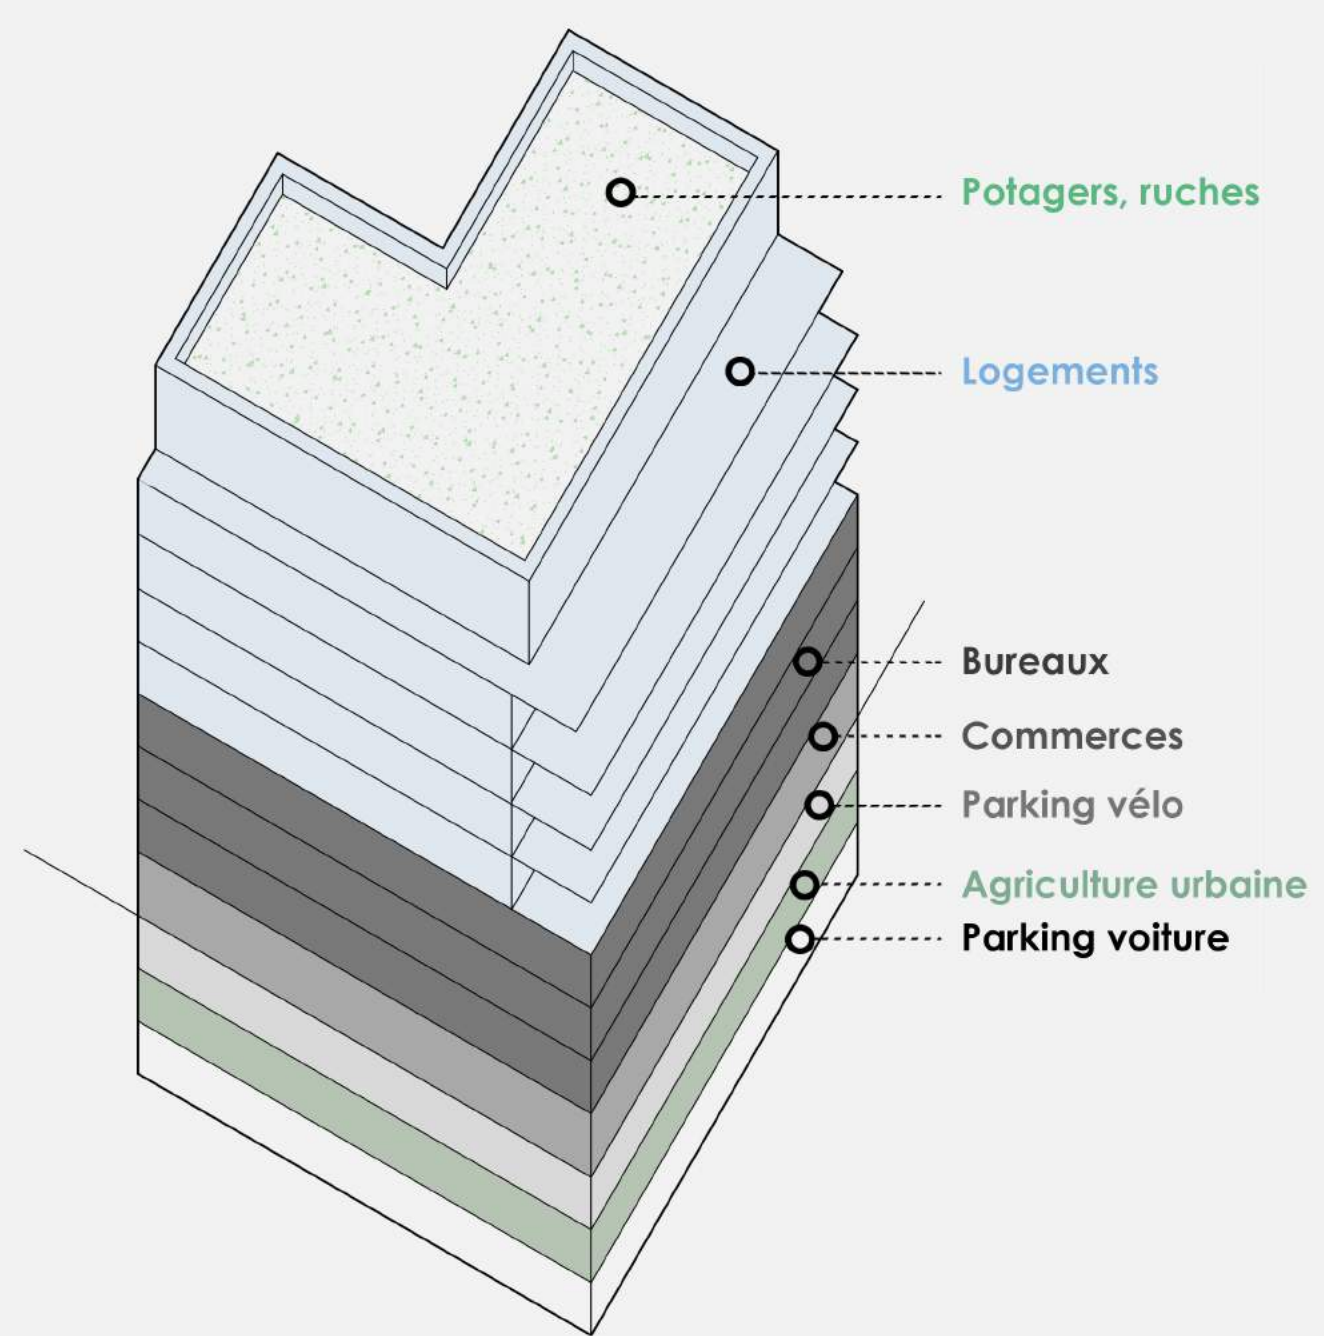 Potagers, ruches
Logements
Bureaux
Commerces
Parking vélo
Agriculture urbaine
Parking voiture